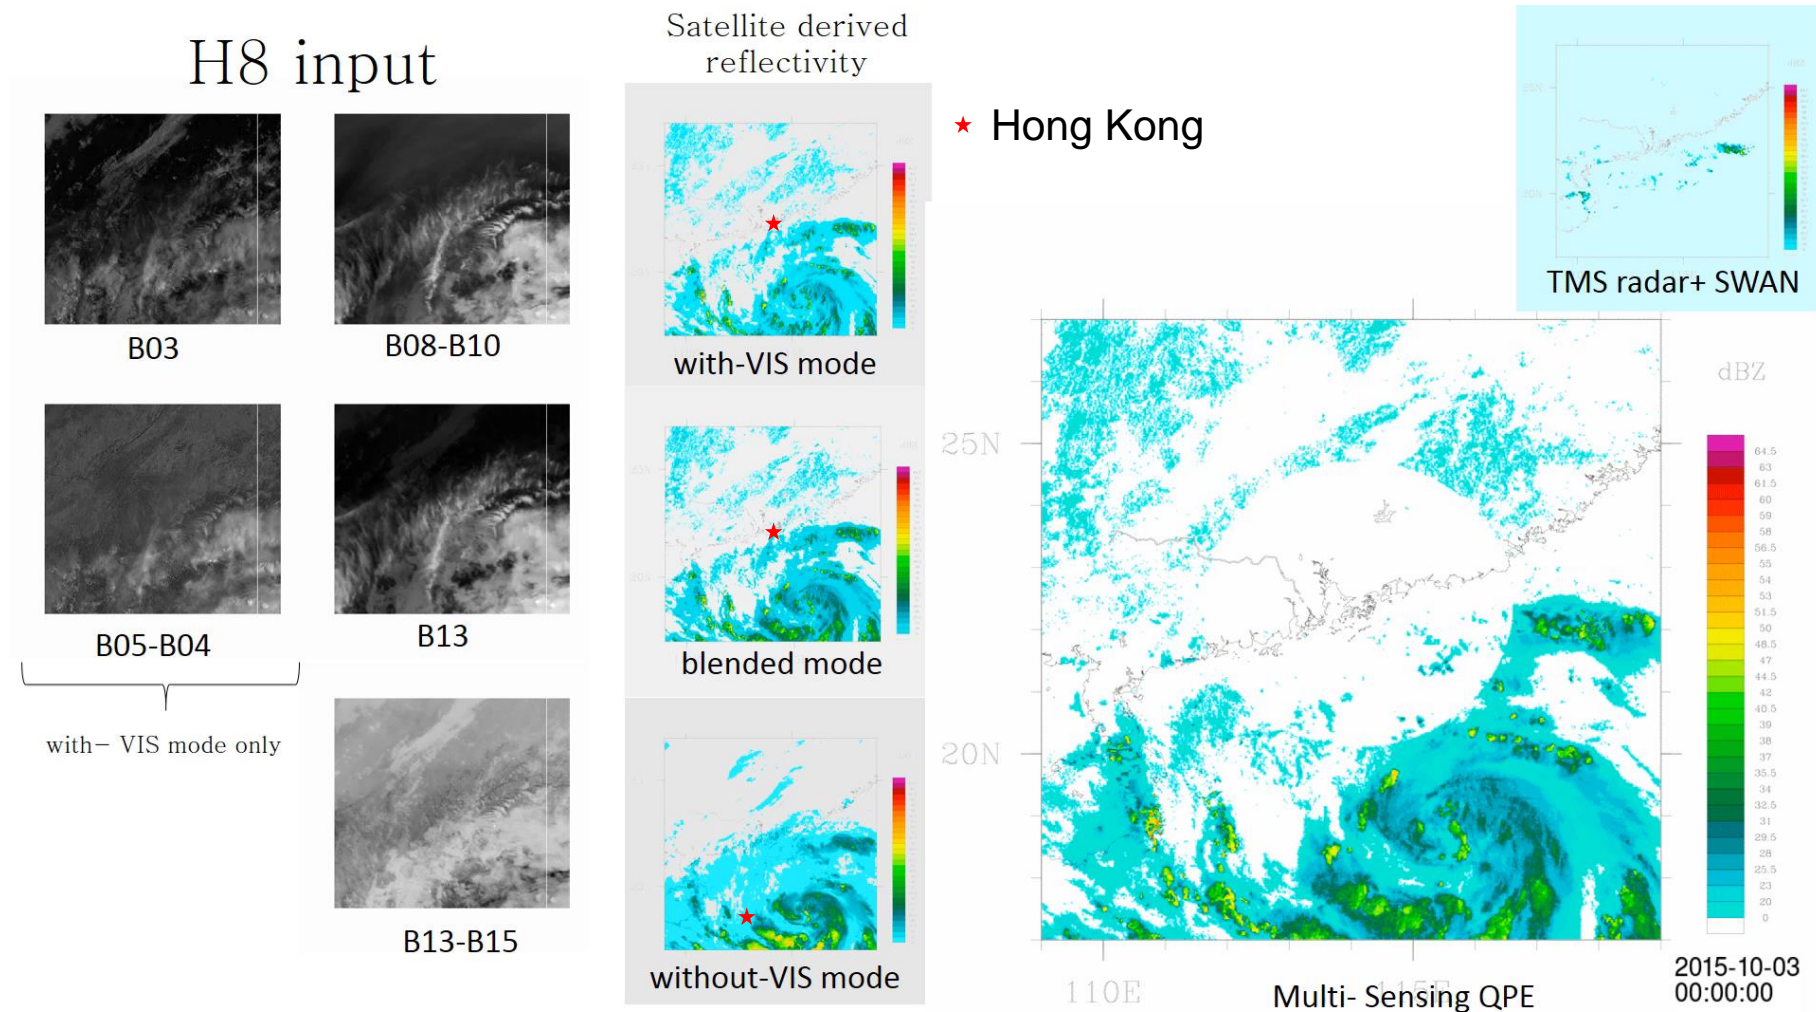 H8 input
B03
B08-B10
B05-B04
B13
with- VIS mode only
B13-B15
Satellite derived
reflectivity
with-VIS mode
blended mode
without-VIS mode
Hong Kong
TMS radar+ SWAN
25N
20N
110E
115E
dBZ
64.5
63
61.5
60
59
58
56.5
55
54
53
51.5
50
48.5
47
44.5
42
40.5
39
38
37
35.5
34
32.5
31
29.5
28
25.5
23
20
0
Multi- Sensing QPE
2015-10-03
00:00:00